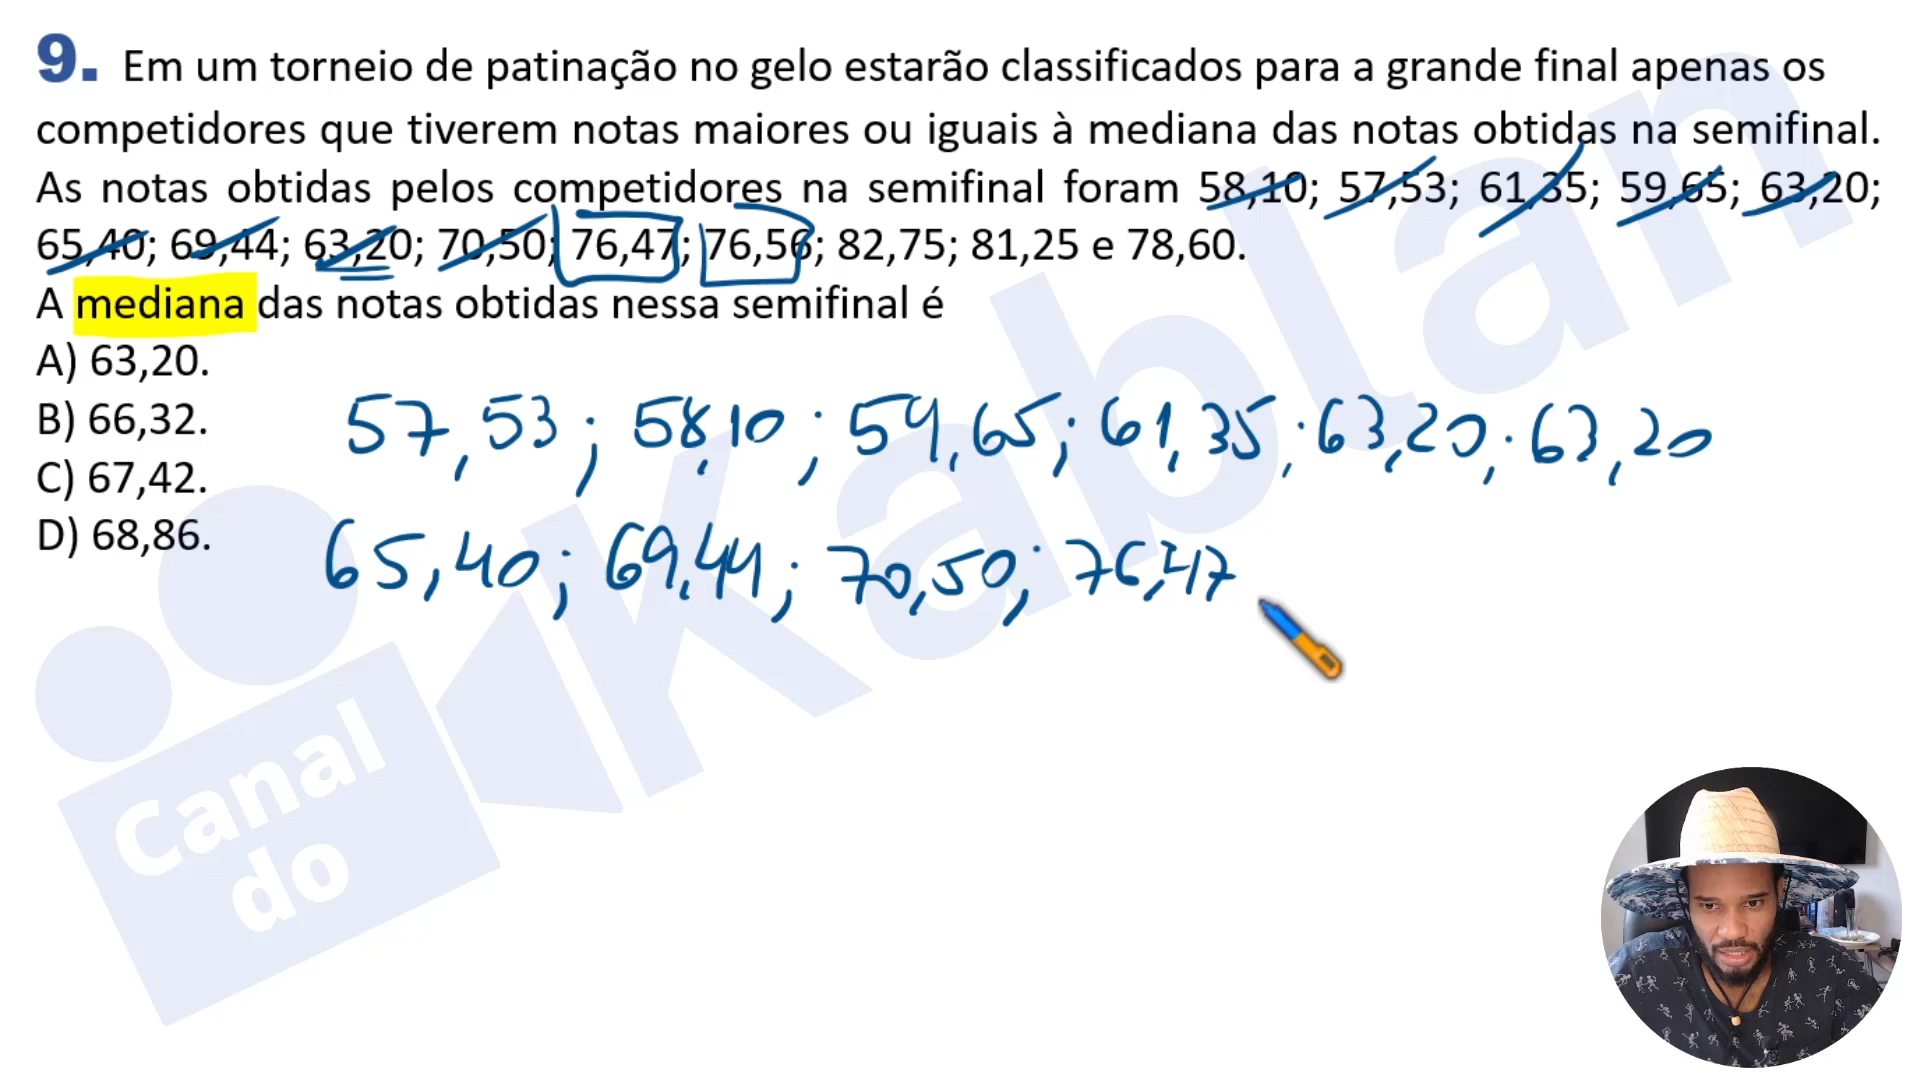 9. Em um torneio de patinação no gelo estarão classificados para a grande final apenas os
competidores que tiverem notas maiores ou iguais à mediana das notas obtidas na semifinal.
As notas obtidas pelos competidores na semifinal foram 58,10; 57,53; 61,35; 59,65; 63,20;
65,40; 69,44; 63,20; 70,50; 76,47; 76,56; 82,75; 81,25 e 78,60.
A mediana das notas obtidas nessa semifinal é
A) 63,20.
B) 66,32.
C) 67,42.
D) 68,86.
57,53; 58,10; 59,65; 61,35; 63,20; 63,20
65,40; 69,44; 70,50; 76,47
Canal do Kablan